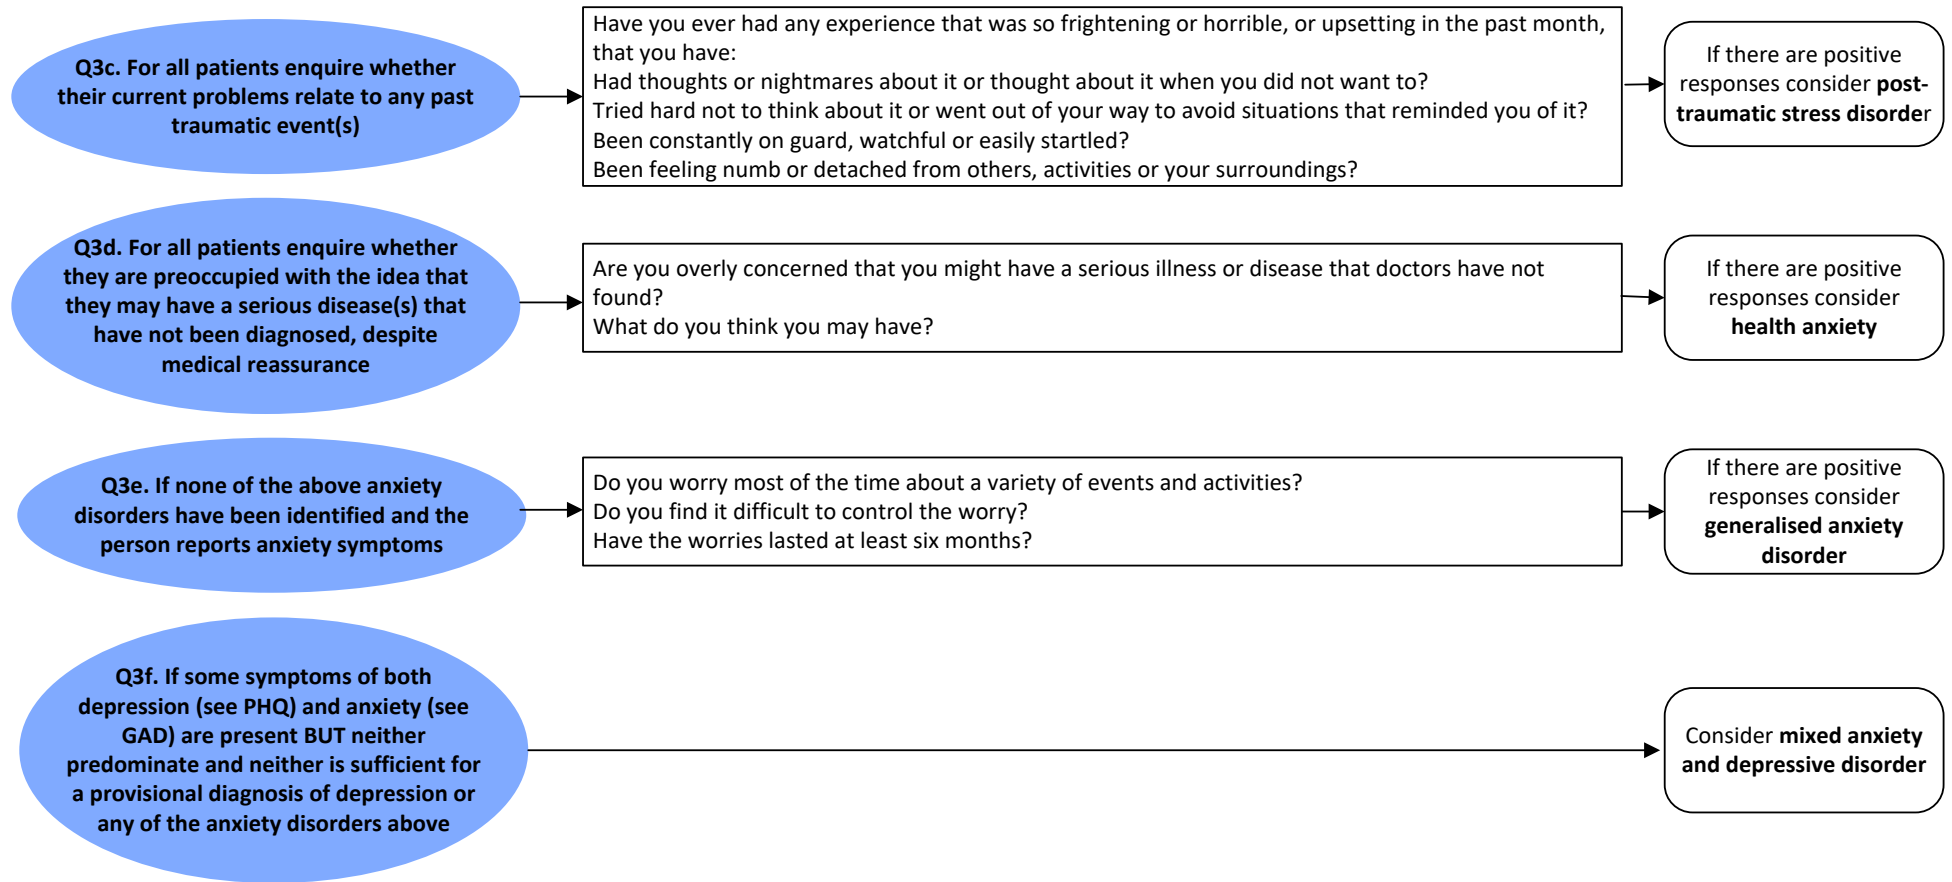 Q3c. For all patients enquire whether
their current problems relate to any past
traumatic event(s)
Have you ever had any experience that was so frightening or horrible, or upsetting in the past month,
that you have:
Had thoughts or nightmares about it or thought about it when you did not want to?
Tried hard not to think about it or went out of your way to avoid situations that reminded you of it?
Been constantly on guard, watchful or easily startled?
Been feeling numb or detached from others, activities or your surroundings?
If there are positive
responses consider post-
traumatic stress disorder
Q3d. For all patients enquire whether
they are preoccupied with the idea that
they may have a serious disease(s) that
have not been diagnosed, despite
medical reassurance
Are you overly concerned that you might have a serious illness or disease that doctors have not
found?
What do you think you may have?
If there are positive
responses consider
health anxiety
Q3e. If none of the above anxiety
disorders have been identified and the
person reports anxiety symptoms
Do you worry most of the time about a variety of events and activities?
Do you find it difficult to control the worry?
Have the worries lasted at least six months?
If there are positive
responses consider
generalised anxiety
disorder
Q3f. If some symptoms of both
depression (see PHQ) and anxiety (see
GAD) are present BUT neither
predominate and neither is sufficient for
a provisional diagnosis of depression or
any of the anxiety disorders above
Consider mixed anxiety
and depressive disorder